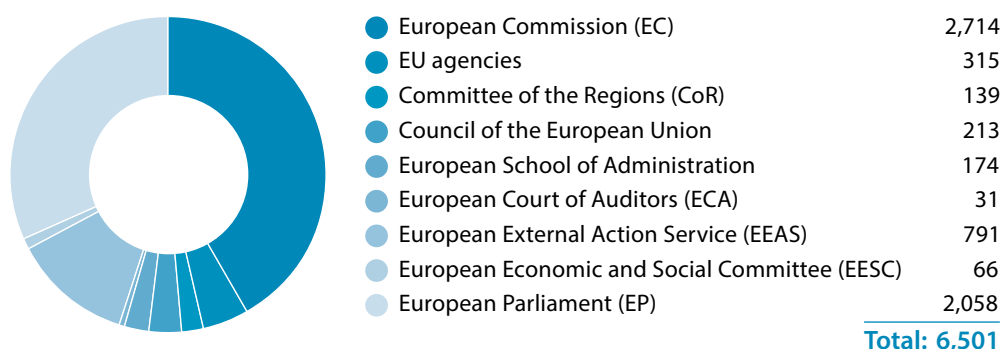 European Commission (EC) 2,714
EU agencies 315
Committee of the Regions (CoR) 139
Council of the European Union 213
European School of Administration 174
European Court of Auditors (ECA) 31
European External Action Service (EEAS) 791
European Economic and Social Committee (EESC) 66
European Parliament (EP) 2,058
Total: 6,501